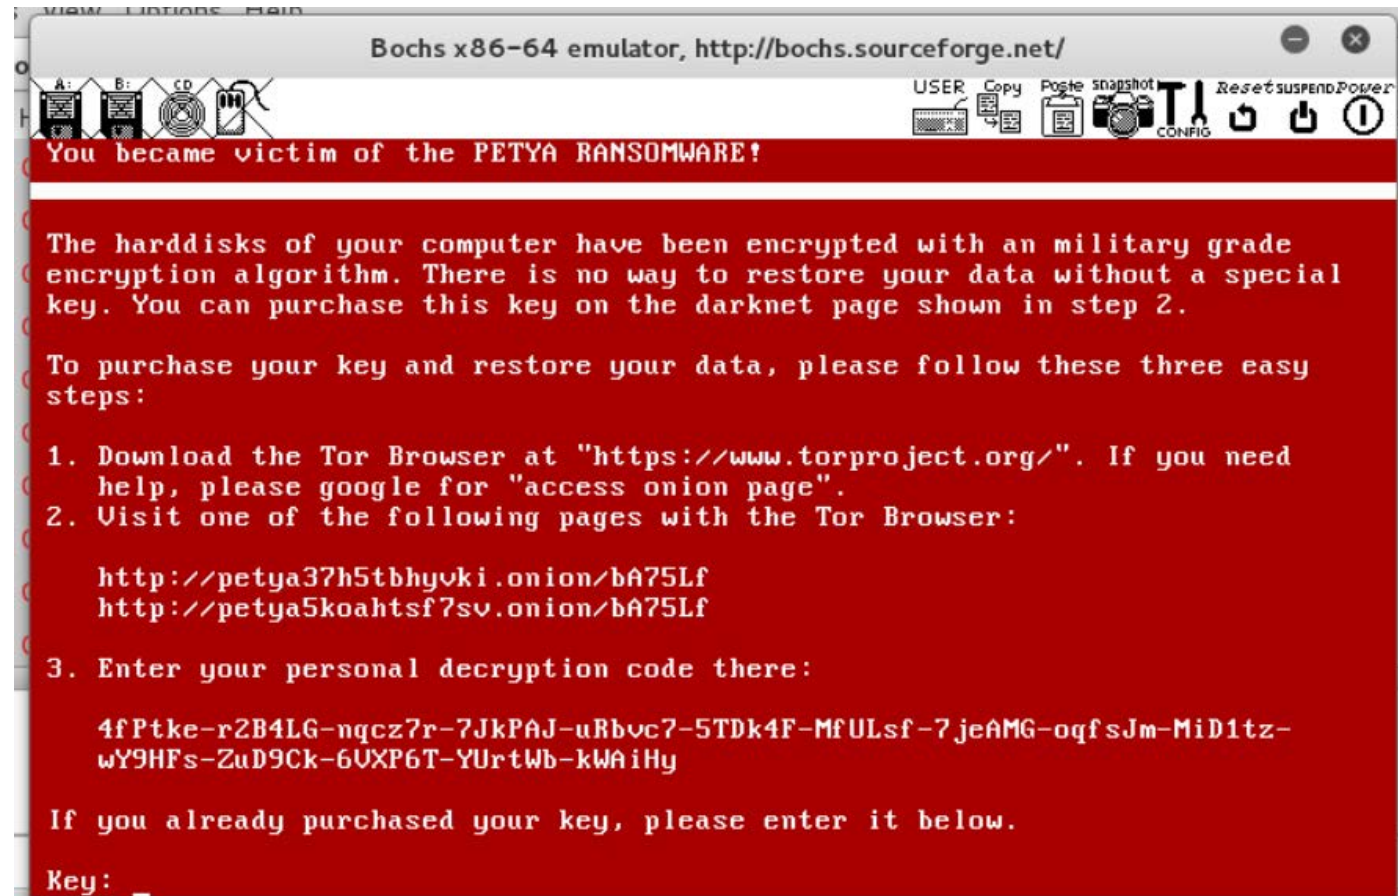 View Options Help
Bochs x86-64 emulator, http://bochs.sourceforge.net/
A: B: CD USER Copy Paste snapshot CONFIG Reset SUSPEND Power
You became victim of the PETYA RANSOMWARE!
The harddisks of your computer have been encrypted with an military grade
encryption algorithm. There is no way to restore your data without a special
key. You can purchase this key on the darknet page shown in step 2.
To purchase your key and restore your data, please follow these three easy
steps:
1. Download the Tor Browser at "https://www.torproject.org/". If you need
help, please google for "access onion page".
2. Visit one of the following pages with the Tor Browser:
http://petya37h5tbhyvki.onion/bA75Lf
http://petya5koahtsf7sv.onion/bA75Lf
3. Enter your personal decryption code there:
4fPtke-r2B4LG-nqcz7r-7JkPAJ-uRbvc7-5TDk4F-MfULsf-7jeAMG-oqfsJm-MiD1tz-
wY9HFs-ZuD9Ck-6VXP6T-YUrtWb-kWAiHy
If you already purchased your key, please enter it below.
Key: _